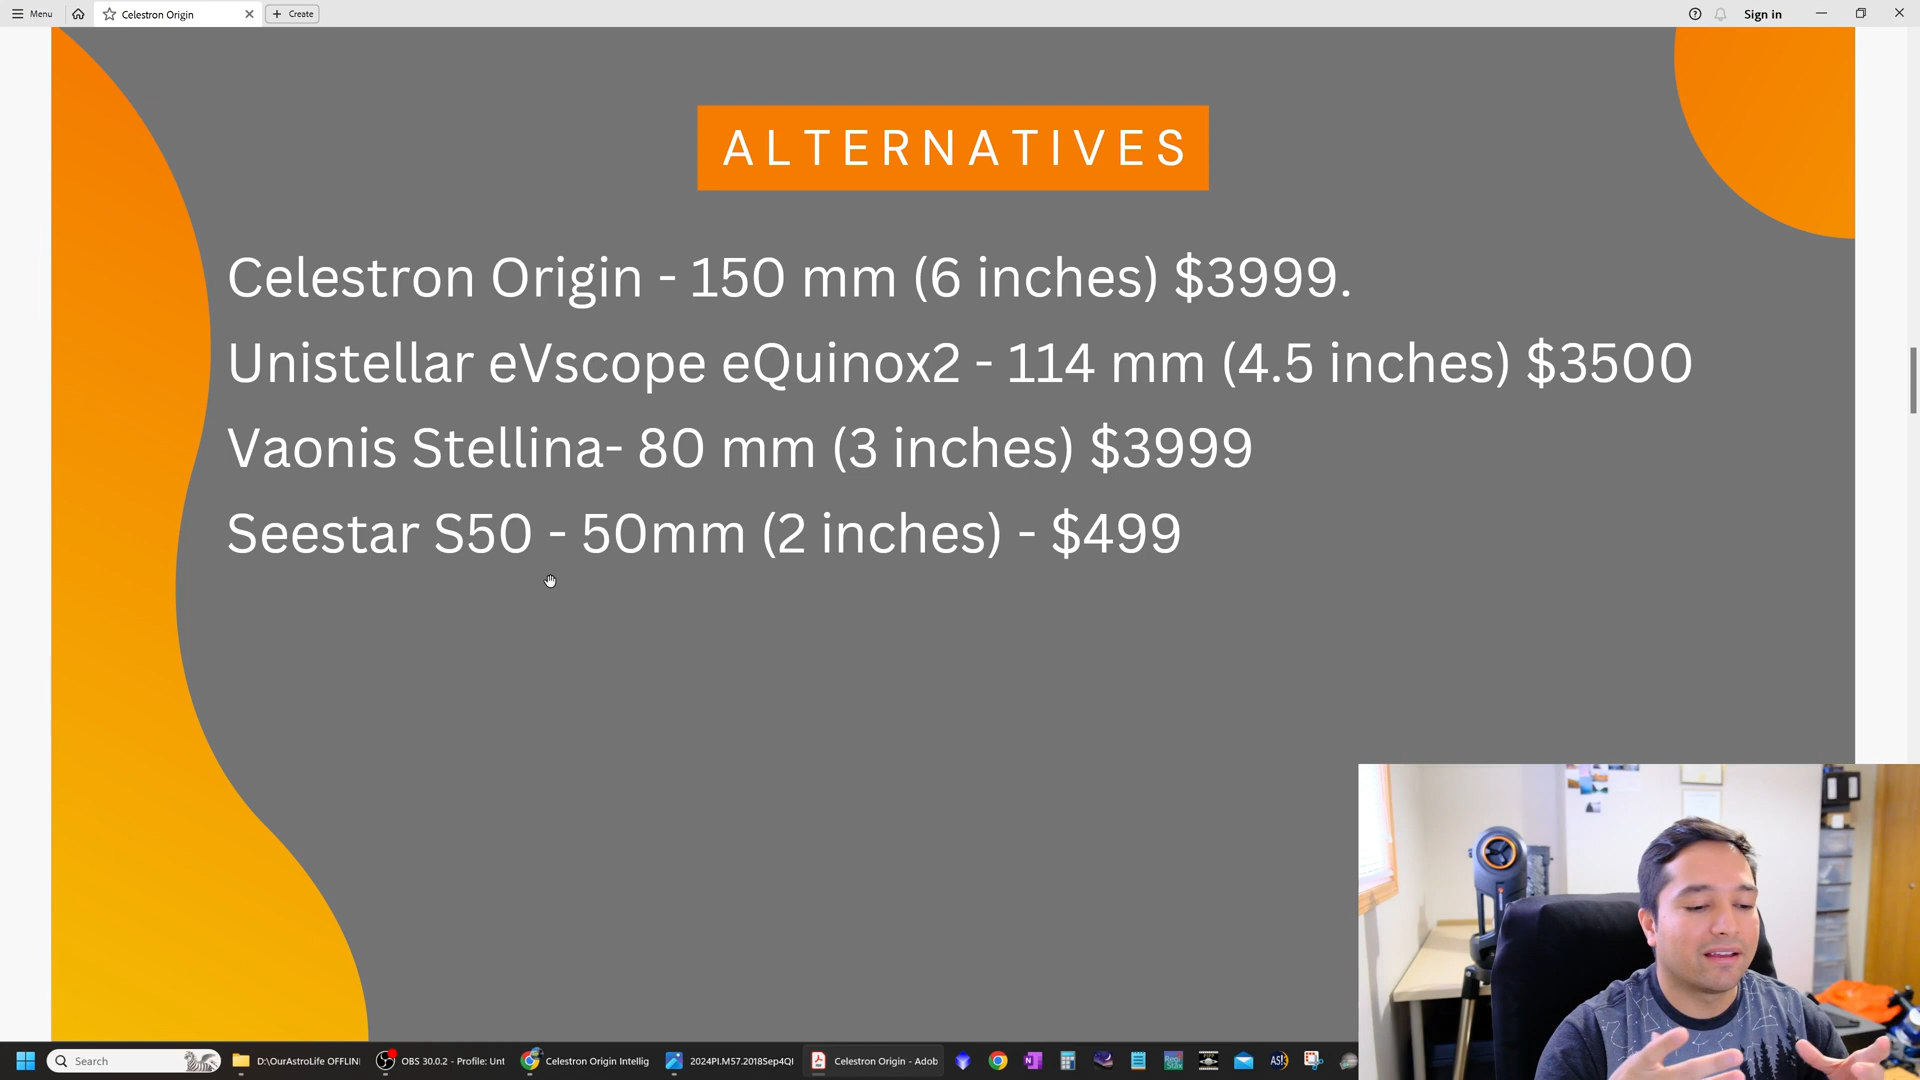 Menu
Celestron Origin
Create
Sign in
ALTERNATIVES
Celestron Origin - 150 mm (6 inches) $3999.
Unistellar eVscope eQuinox2 - 114 mm (4.5 inches) $3500
Vaonis Stellina- 80 mm (3 inches) $3999
Seestar S50 - 50mm (2 inches) - $499
Search
D:\OurAstroLife OFFLIN
OBS 30.0.2 - Profile: Unt
Celestron Origin Intellig
2024PI.M57.2018Sep4QI
Celestron Origin - Adob